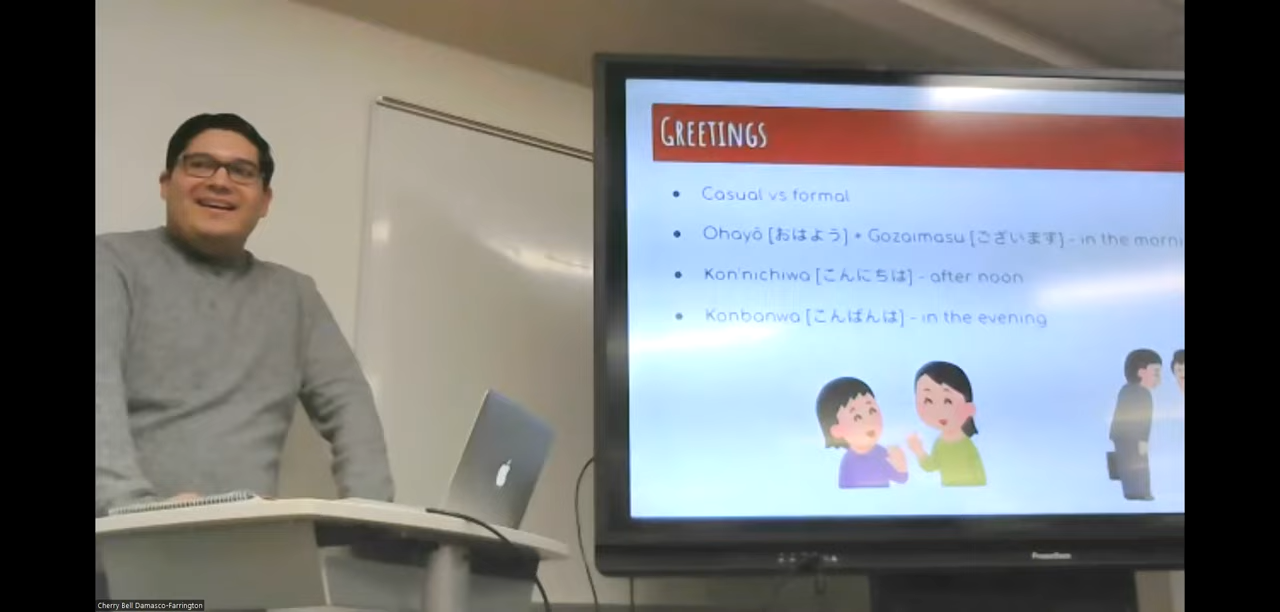 GREETINGS
Casual vs formal
Ohayō [おはよう] + Gozaimasu [ございます] - in the morni
Kon'nichiwa [こんにちは] - after noon
Konbanwa [こんばんは] - in the evening
Promethean
Cherry Bell Damasco-Farrington